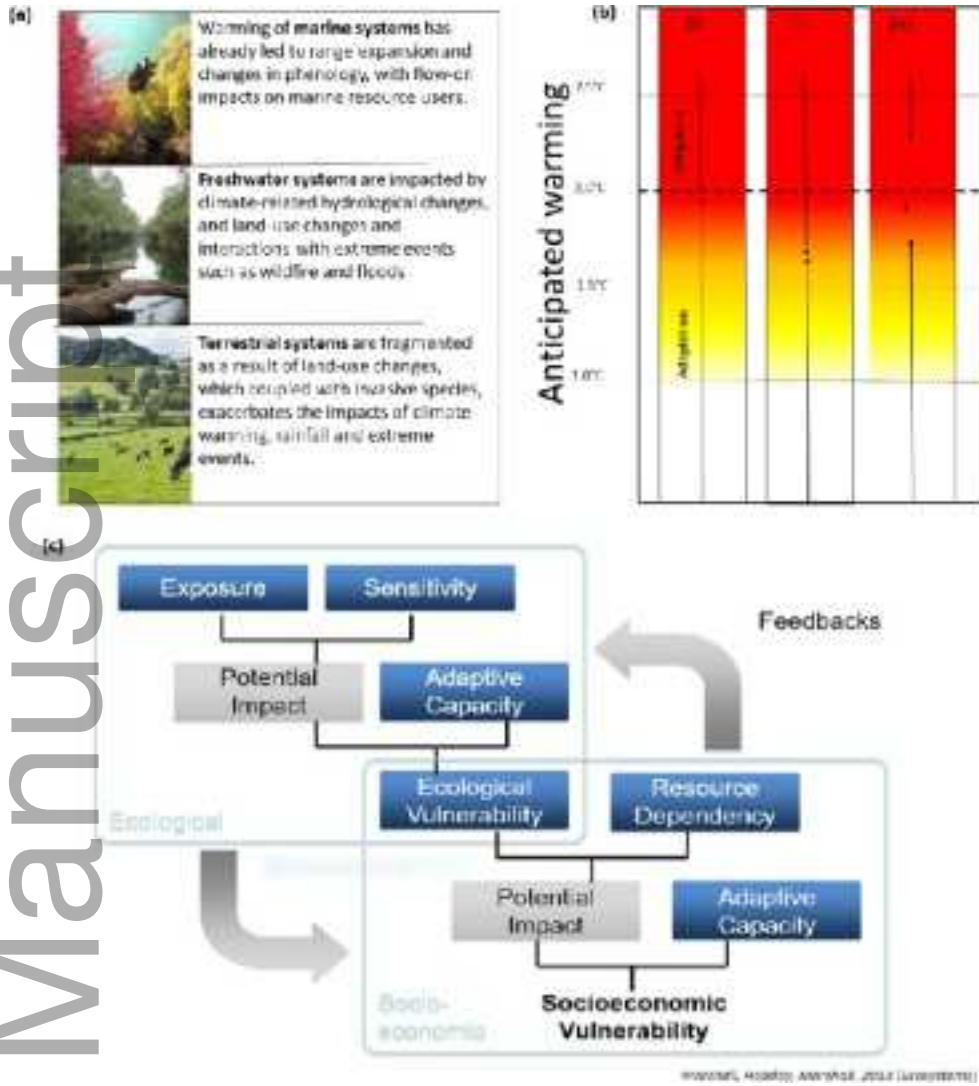 (a)
Warming of marine systems has
already led to range expansion and
changes in phenology, with flow-on
impacts on marine resource users.
Freshwater systems are impacted by
climate-related hydrological changes,
and land-use changes and
interactions with extreme events
such as wildfire and floods
Terrestrial systems are fragmented
as a result of land-use changes,
which coupled with invasive species,
exacerbates the impacts of climate
warming, rainfall and extreme
events.
(b)
Anticipated warming
2.0°C
1.5°C
1.0°C
(c)
Exposure
Sensitivity
Feedbacks
Potential
Impact
Adaptive
Capacity
Ecological
Vulnerability
Resource
Dependency
Ecological
Potential
Impact
Adaptive
Capacity
Socio-
economic
Socioeconomic
Vulnerability
Manuscript